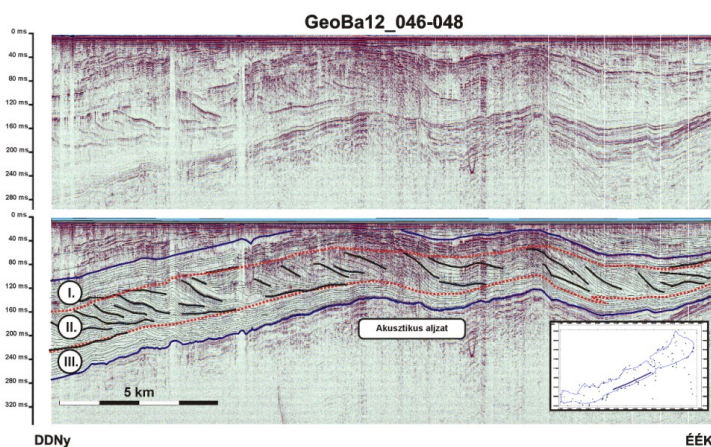 GeoBa12_046-048
0 ms
40 ms
80 ms
120 ms
160 ms
200 ms
240 ms
280 ms
0 ms
40 ms
80 ms
I.
120 ms
160 ms
II.
Akusztikus aljzat
200 ms
III.
240 ms
280 ms
5 km
320 ms
DDNy
ÉÉK